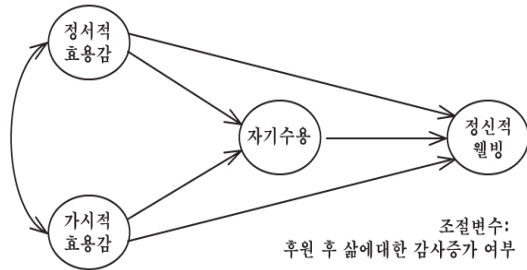 정서적
효용감
자기수용
정신적
웰빙
가시적
효용감
조절변수:
후원 후 삶에대한 감사증가 여부